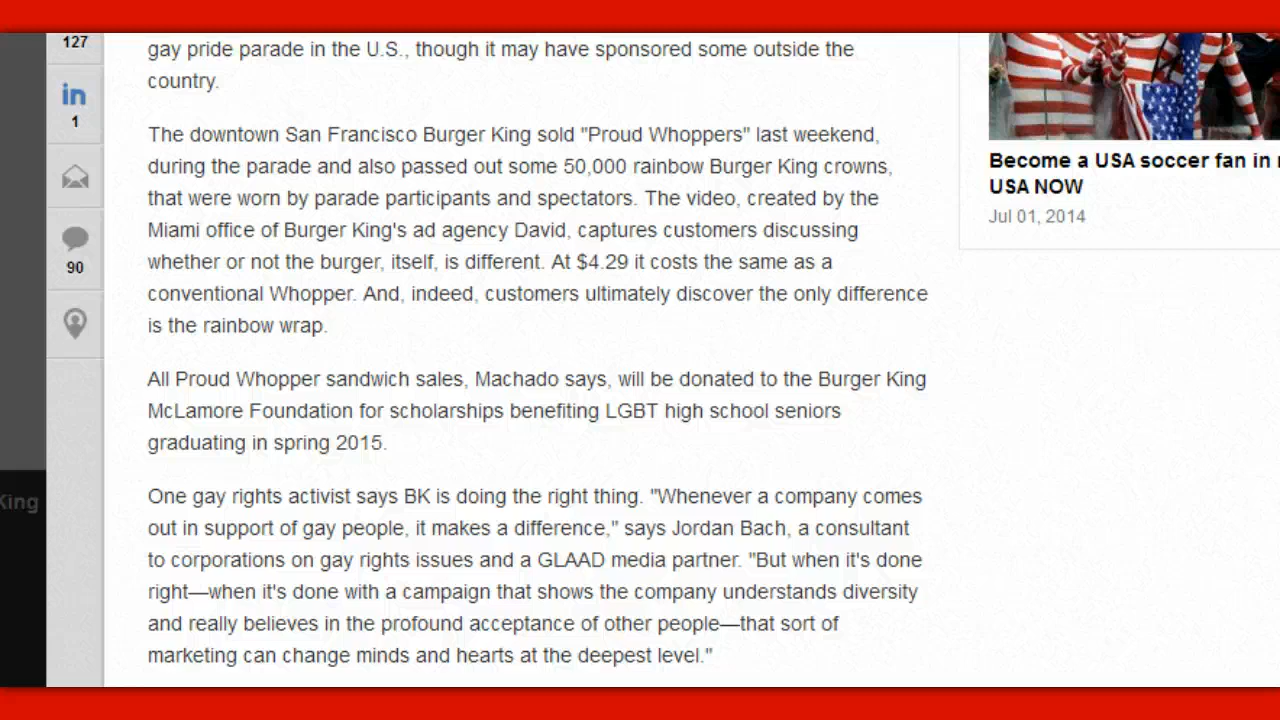 127
in
1
90
King
gay pride parade in the U.S., though it may have sponsored some outside the
country.
The downtown San Francisco Burger King sold "Proud Whoppers" last weekend,
during the parade and also passed out some 50,000 rainbow Burger King crowns,
that were worn by parade participants and spectators. The video, created by the
Miami office of Burger King's ad agency David, captures customers discussing
whether or not the burger, itself, is different. At $4.29 it costs the same as a
conventional Whopper. And, indeed, customers ultimately discover the only difference
is the rainbow wrap.
All Proud Whopper sandwich sales, Machado says, will be donated to the Burger King
McLamore Foundation for scholarships benefiting LGBT high school seniors
graduating in spring 2015.
One gay rights activist says BK is doing the right thing. "Whenever a company comes
out in support of gay people, it makes a difference," says Jordan Bach, a consultant
to corporations on gay rights issues and a GLAAD media partner. "But when it's done
right—when it's done with a campaign that shows the company understands diversity
and really believes in the profound acceptance of other people—that sort of
marketing can change minds and hearts at the deepest level."
Become a USA soccer fan in
USA NOW
Jul 01, 2014